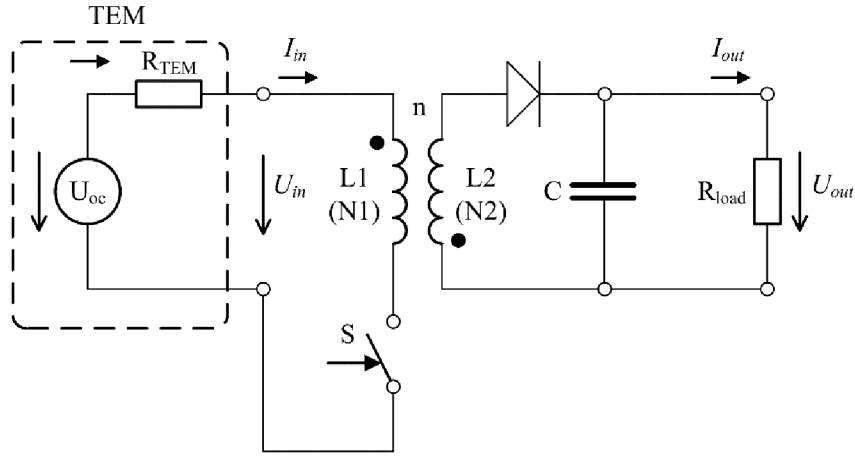 TEM
R_TEM
I_in
I_out
n
U_oc
U_in
L1
(N1)
L2
(N2)
C
R_load
U_out
S